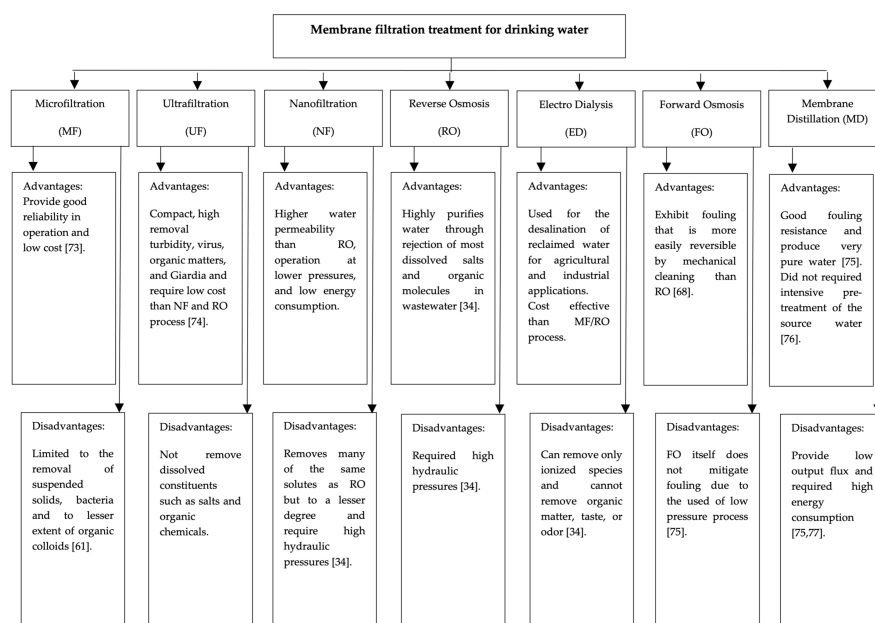 Membrane filtration treatment for drinking water
Microfiltration
(MF)
Ultrafiltration
(UF)
Nanofiltration
(NF)
Reverse Osmosis
(RO)
Electro Dialysis
(ED)
Forward Osmosis
(FO)
Membrane
Distillation (MD)
Advantages:
Provide good
reliability in
operation and
low cost [73].
Advantages:
Compact, high
removal
turbidity, virus,
organic matters,
and Giardia and
require low cost
than NF and RO
process [74].
Advantages:
Higher water
permeability
than RO,
operation at
lower pressures,
and low energy
consumption.
Advantages:
Highly purifies
water through
rejection of most
dissolved salts
and organic
molecules in
wastewater [34].
Advantages:
Used for the
desalination of
reclaimed water
for agricultural
and industrial
applications.
Cost effective
than MF/RO
process.
Advantages:
Exhibit fouling
that is more
easily reversible
by mechanical
cleaning than
RO [68].
Advantages:
Good fouling
resistance and
produce very
pure water [75].
Did not required
intensive pre-
treatment of the
source water
[76].
Disadvantages:
Limited to the
removal of
suspended
solids, bacteria
and to lesser
extent of organic
colloids [61].
Disadvantages:
Not remove
dissolved
constituents
such as salts and
organic
chemicals.
Disadvantages:
Removes many
of the same
solutes as RO
but to a lesser
degree and
require high
hydraulic
pressures [34].
Disadvantages:
Required high
hydraulic
pressures [34].
Disadvantages:
Can remove only
ionized species
and cannot
remove organic
matter, taste, or
odor [34].
Disadvantages:
FO itself does
not mitigate
fouling due to
the used of low
pressure process
[75].
Disadvantages:
Provide low
output flux and
required high
energy
consumption
[75,77].